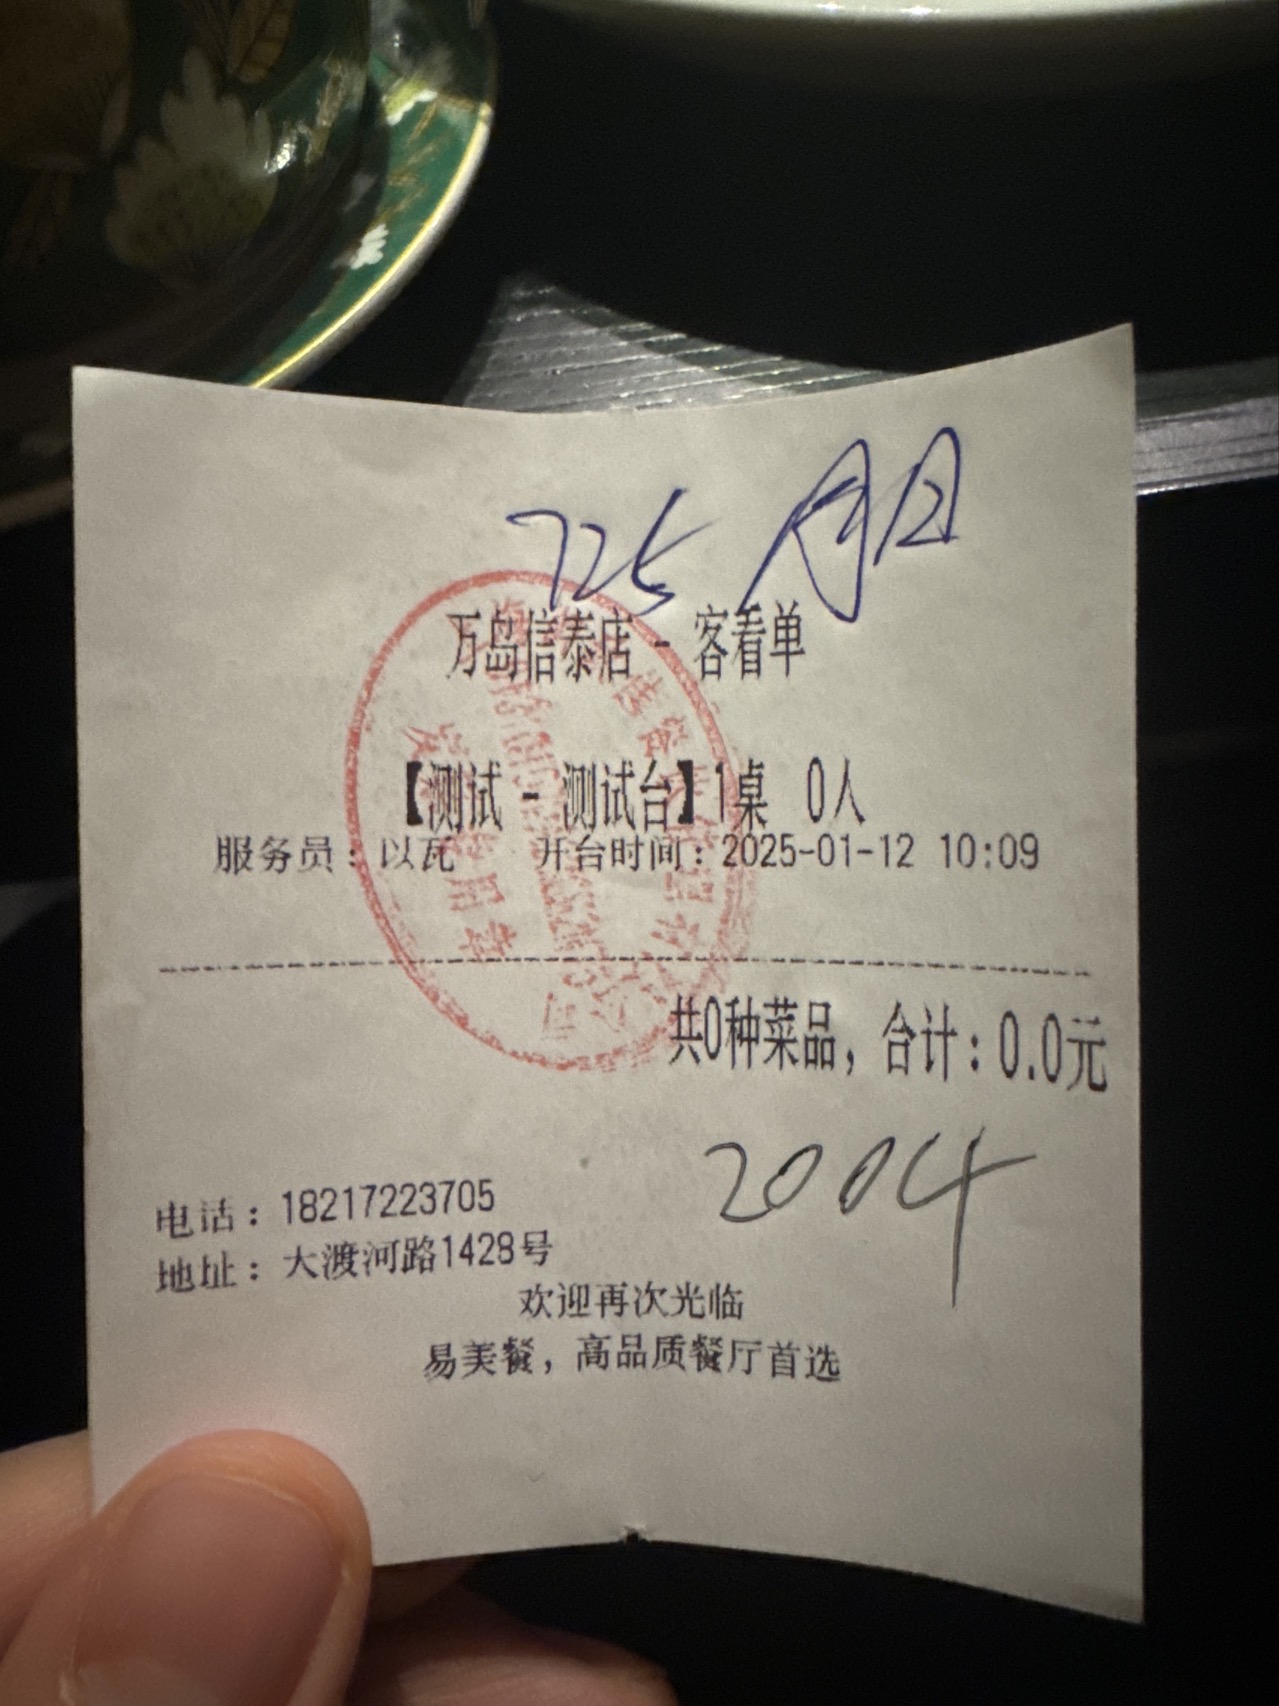 725 月2
万岛信泰店 - 客看单
【测试 - 测试台】1桌 0人
服务员：以瓦 开台时间：2025-01-12 10:09
共0种菜品，合计：0.0元
2004
电话：18217223705
地址：大渡河路1428号
欢迎再次光临
易美餐，高品质餐厅首选